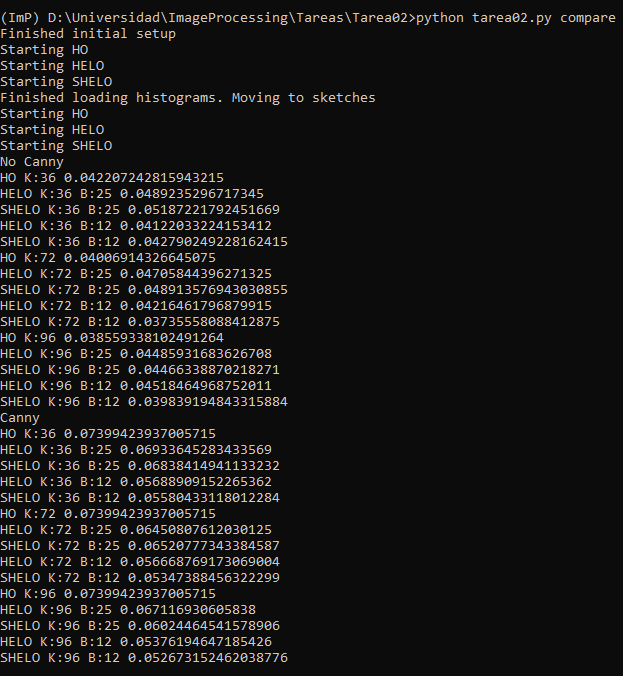 (ImP) D:\Universidad\ImageProcessing\Tareas\Tarea02>python tarea02.py compare
Finished initial setup
Starting HO
Starting HELO
Starting SHELO
Finished loading histograms. Moving to sketches
Starting HO
Starting HELO
Starting SHELO
No Canny
HO K:36 0.042207242815943215
HELO K:36 B:25 0.0489235296717345
SHELO K:36 B:25 0.05187221792451669
HELO K:36 B:12 0.04122033224153412
SHELO K:36 B:12 0.042790249228162415
HO K:72 0.04006914326645075
HELO K:72 B:25 0.04705844396271325
SHELO K:72 B:25 0.048913576943030855
HELO K:72 B:12 0.04216461796879915
SHELO K:72 B:12 0.03735558088412875
HO K:96 0.038559338102491264
HELO K:96 B:25 0.04485931683626708
SHELO K:96 B:25 0.04466338870218271
HELO K:96 B:12 0.04518464968752011
SHELO K:96 B:12 0.039839194843315884
Canny
HO K:36 0.07399423937005715
HELO K:36 B:25 0.06933645283433569
SHELO K:36 B:25 0.06838414941133232
HELO K:36 B:12 0.05688909152265362
SHELO K:36 B:12 0.05580433118012284
HO K:72 0.07399423937005715
HELO K:72 B:25 0.06450807612030125
SHELO K:72 B:25 0.06520777343384587
HELO K:72 B:12 0.056668769173069004
SHELO K:72 B:12 0.05347388456322299
HO K:96 0.07399423937005715
HELO K:96 B:25 0.067116930605838
SHELO K:96 B:25 0.06024464541578906
HELO K:96 B:12 0.05376194647185426
SHELO K:96 B:12 0.052673152462038776